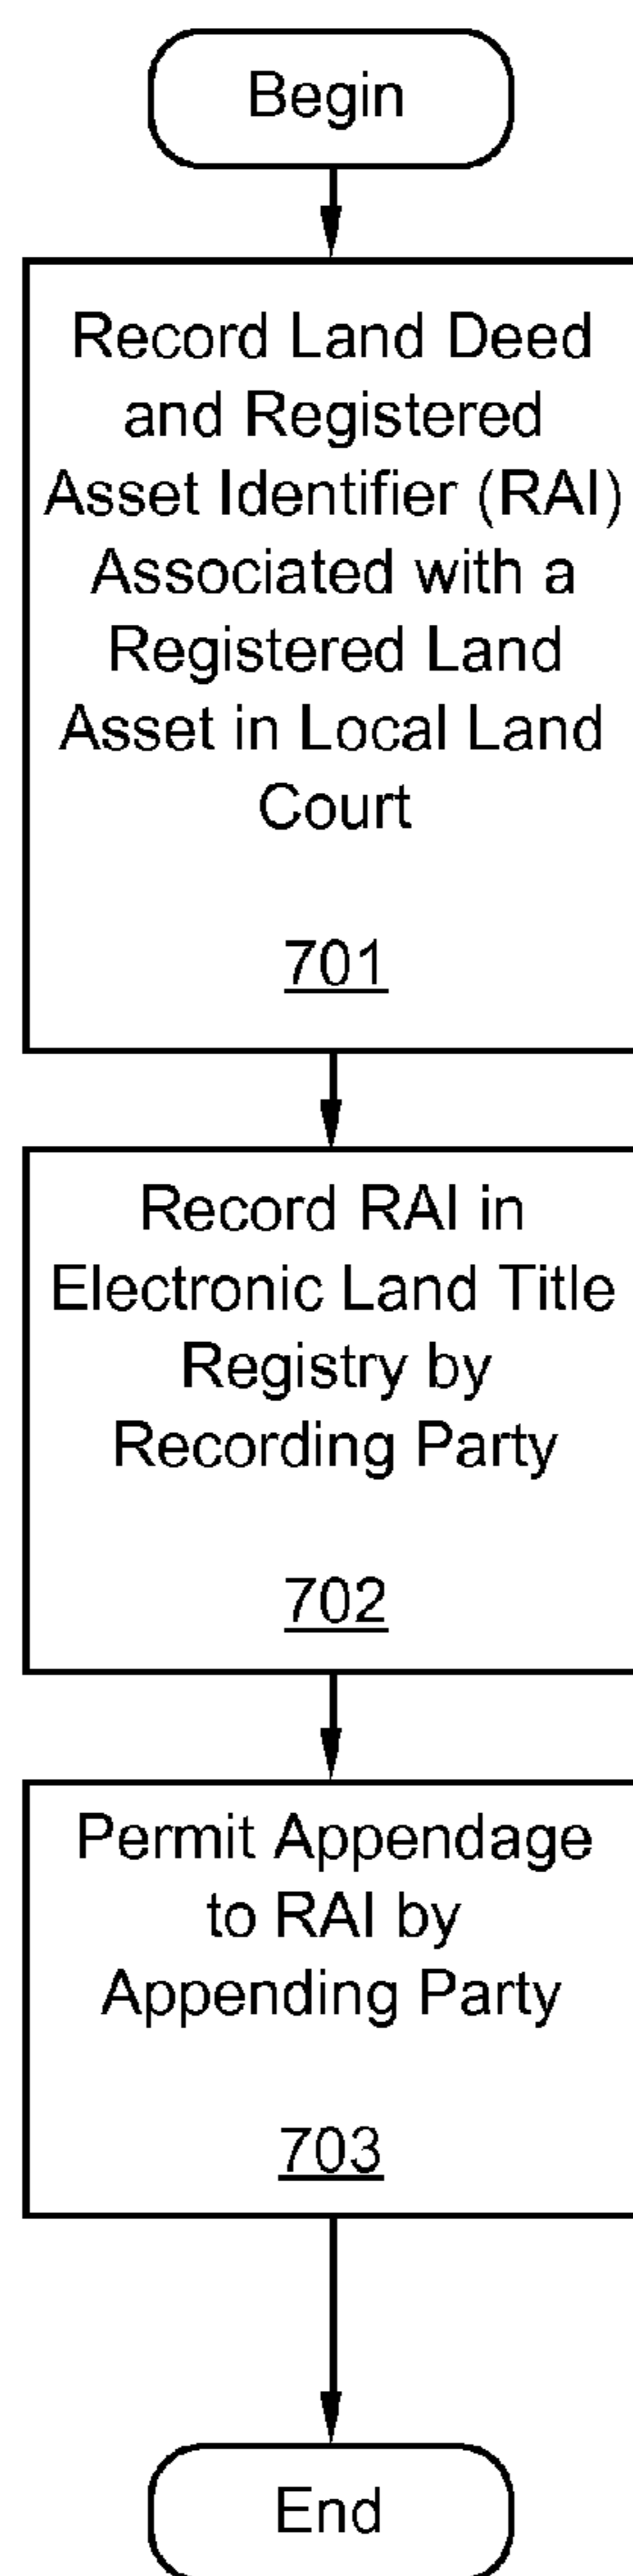 Begin
Record Land Deed
and Registered
Asset Identifier (RAI)
Associated with a
Registered Land
Asset in Local Land
Court
701
Record RAI in
Electronic Land Title
Registry by
Recording Party
702
Permit Appendage
to RAI by
Appending Party
703
End